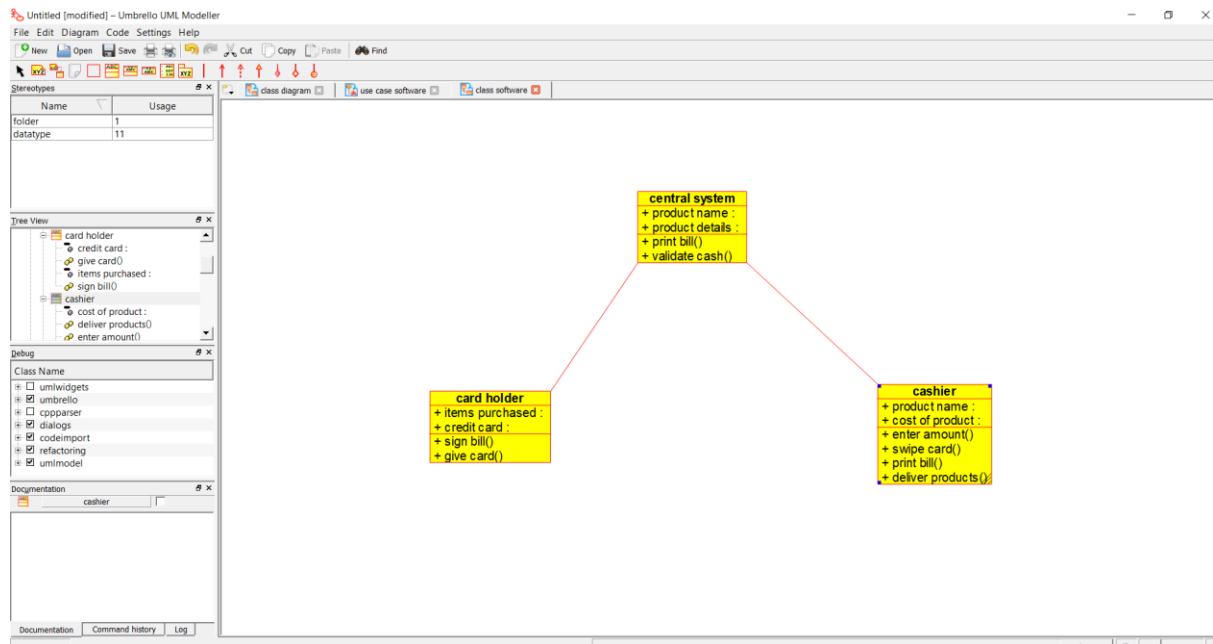 Untitled [modified] – Umbrello UML Modeller
File Edit Diagram Code Settings Help
New Open Save Cut Copy Paste Find
Stereotypes
Name Usage
folder 1
datatype 11
Tree View
card holder
credit card :
give card()
items purchased :
sign bill()
cashier
cost of product :
deliver products()
enter amount()
Debug
Class Name
umlwidgets
umbrello
cppparser
dialogs
codeimport
refactoring
umlmodel
Documentation
cashier
Documentation Command history Log
class diagram use case software class software
central system
+ product name :
+ product details :
+ print bill()
+ validate cash()
card holder
+ items purchased :
+ credit card :
+ sign bill()
+ give card()
cashier
+ product name :
+ cost of product :
+ enter amount()
+ swipe card()
+ print bill()
+ deliver products()